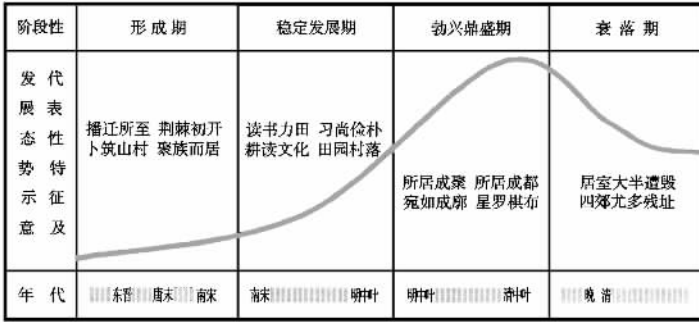 阶段性 形成期 稳定发展期 勃兴鼎盛期 衰落期
发展态势示意及
代表性特征
播迁所至 荆棘初开
卜筑山村 聚族而居
读书力田 习尚俭朴
耕读文化 田园村落
所居成聚 所居成都
宛如成廓 星罗棋布
居室大半遭毁
四郊尤多残址
年代 东晋 唐末 南宋 南宋 明中叶 明中叶 清中叶 晚清